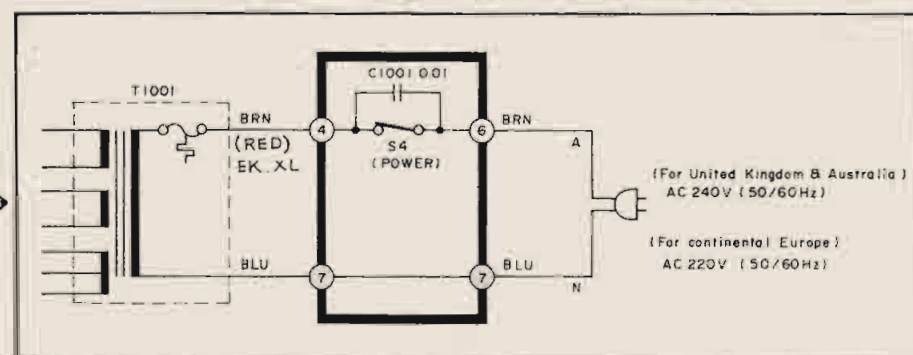 T1001
C1001 0.01
BRN
(RED)
EK..XL
4
S4
(POWER)
6
BRN
A
(For United Kingdom & Australia)
AC 240V (50/60Hz)
(For continental Europe)
AC 220V (50/60Hz)
BLU
7
7
BLU
N